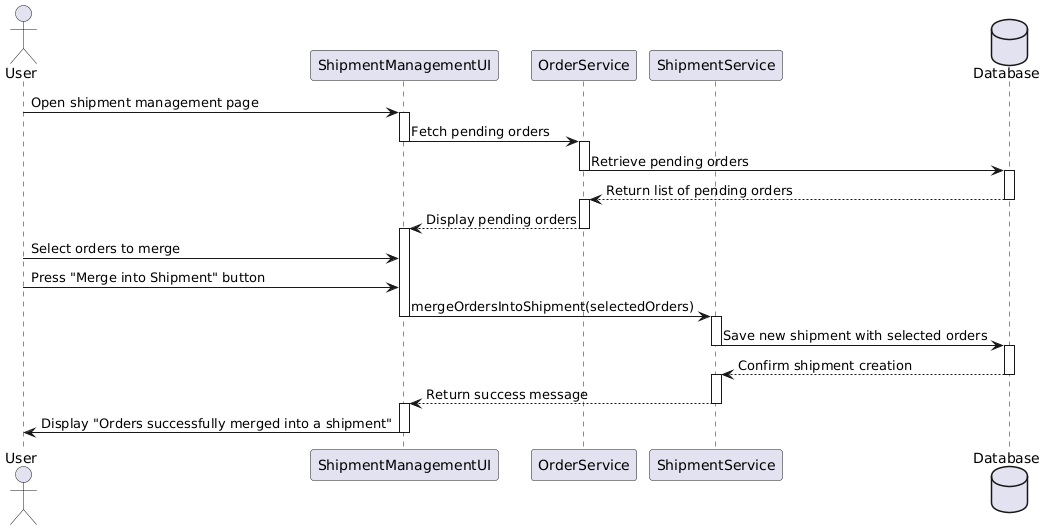 User
ShipmentManagementUI
OrderService
ShipmentService
Database
Open shipment management page
Fetch pending orders
Retrieve pending orders
Return list of pending orders
Display pending orders
Select orders to merge
Press "Merge into Shipment" button
mergeOrdersIntoShipment(selectedOrders)
Save new shipment with selected orders
Confirm shipment creation
Return success message
Display "Orders successfully merged into a shipment"
User
ShipmentManagementUI
OrderService
ShipmentService
Database